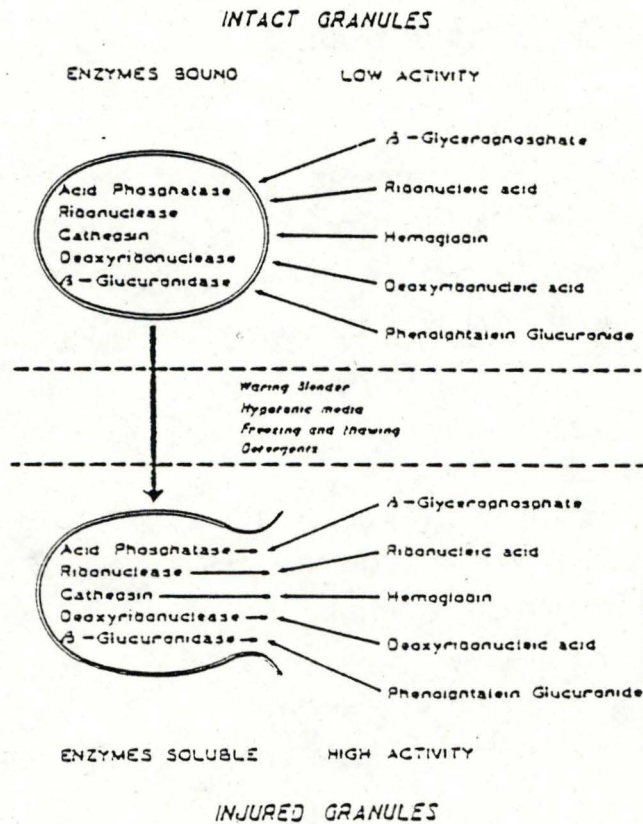 INTACT GRANULES
ENZYMES BOUND LOW ACTIVITY
β-Glycerophosphate
Acid Phosphatase
Ribonucleic acid
Ribonuclease
Cathepsin
Hemoglobin
Deoxyribonuclease
β-Glucuronidase
Deoxyribonucleic acid
Phenolphtalein Glucuronide
Waring Blender
Hypotonic media
Freezing and thawing
Detergents
β-Glycerophosphate
Acid Phosphatase
Ribonucleic acid
Ribonuclease
Cathepsin
Hemoglobin
Deoxyribonuclease
β-Glucuronidase
Deoxyribonucleic acid
Phenolphtalein Glucuronide
ENZYMES SOLUBLE HIGH ACTIVITY
INJURED GRANULES